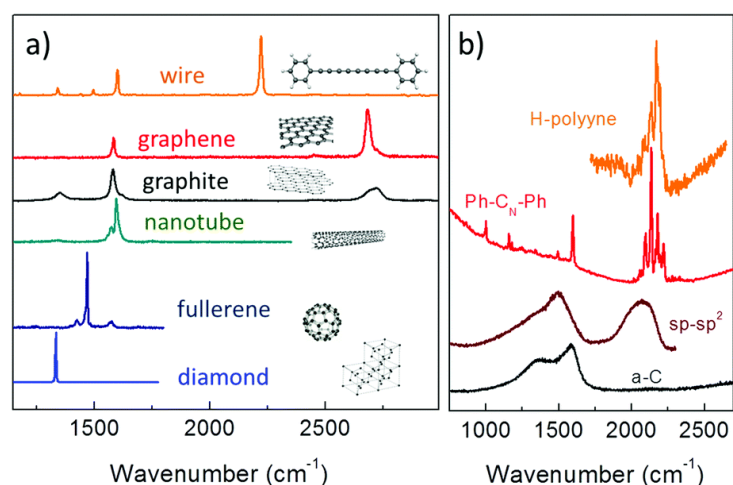 a)
wire
graphene
graphite
nanotube
fullerene
diamond
1500 2000 2500
Wavenumber (cm⁻¹)
b)
H-polyyne
Ph-C_N-Ph
sp-sp²
a-C
1000 1500 2000 2500
Wavenumber (cm⁻¹)